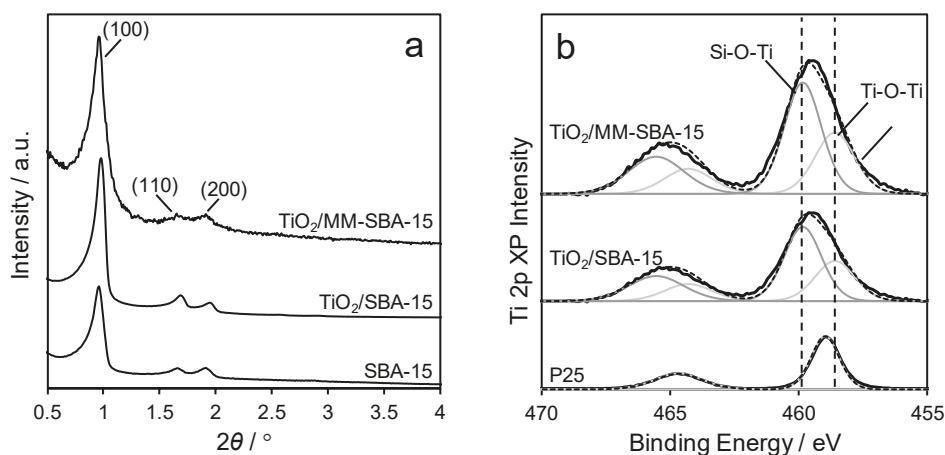 a
(100)
(110)
(200)
TiO₂/MM-SBA-15
TiO₂/SBA-15
SBA-15
Intensity / a.u.
0.5 1 1.5 2 2.5 3 3.5 4
2θ / °
b
Si-O-Ti
Ti-O-Ti
TiO₂/MM-SBA-15
TiO₂/SBA-15
P25
Ti 2p XP Intensity
470 465 460 455
Binding Energy / eV